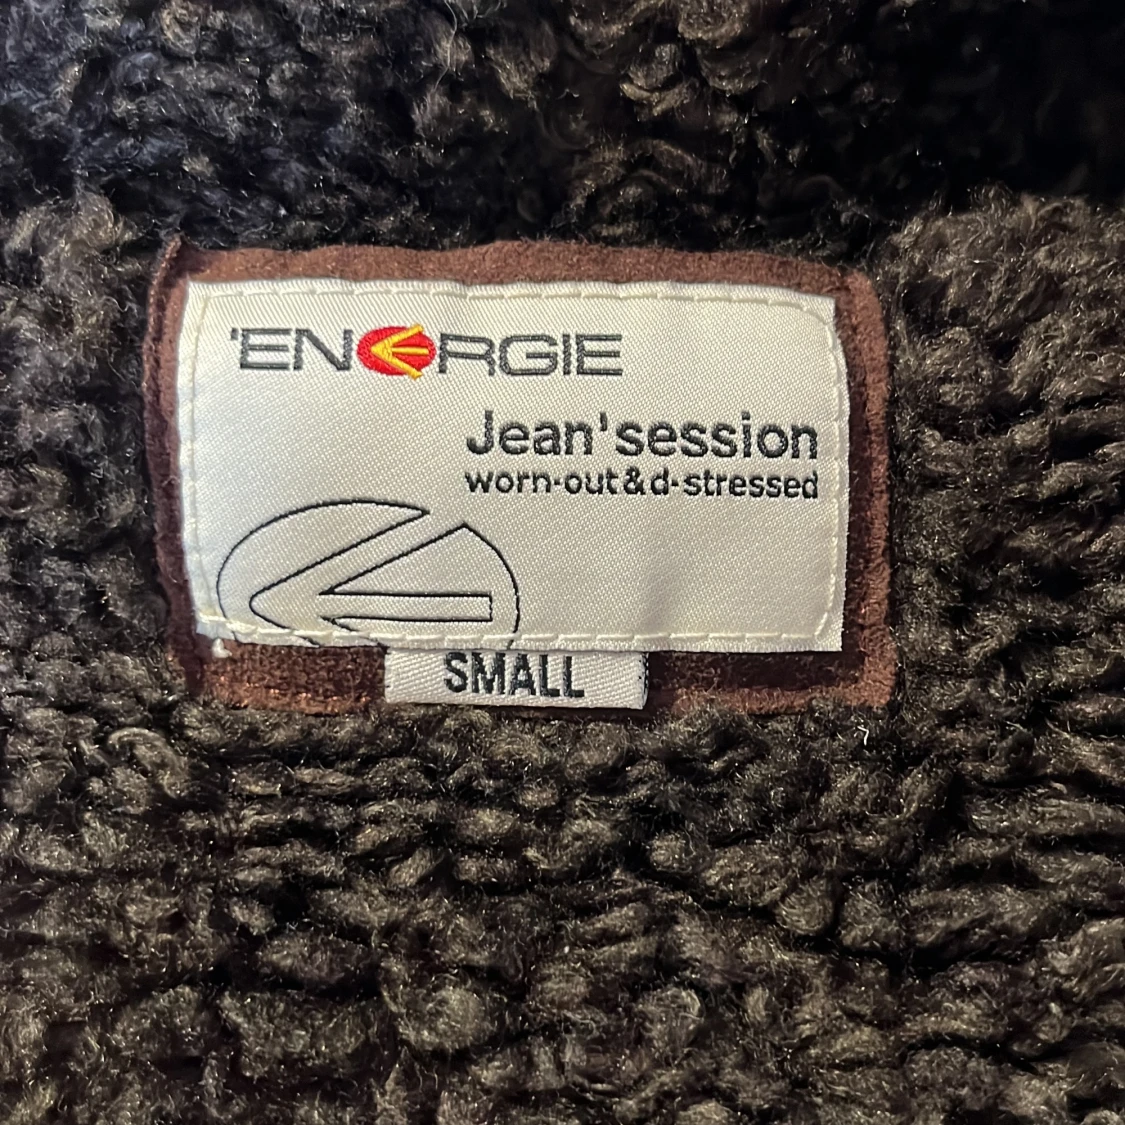 'ENERGIE
Jean'session
worn-out&d-stressed
SMALL